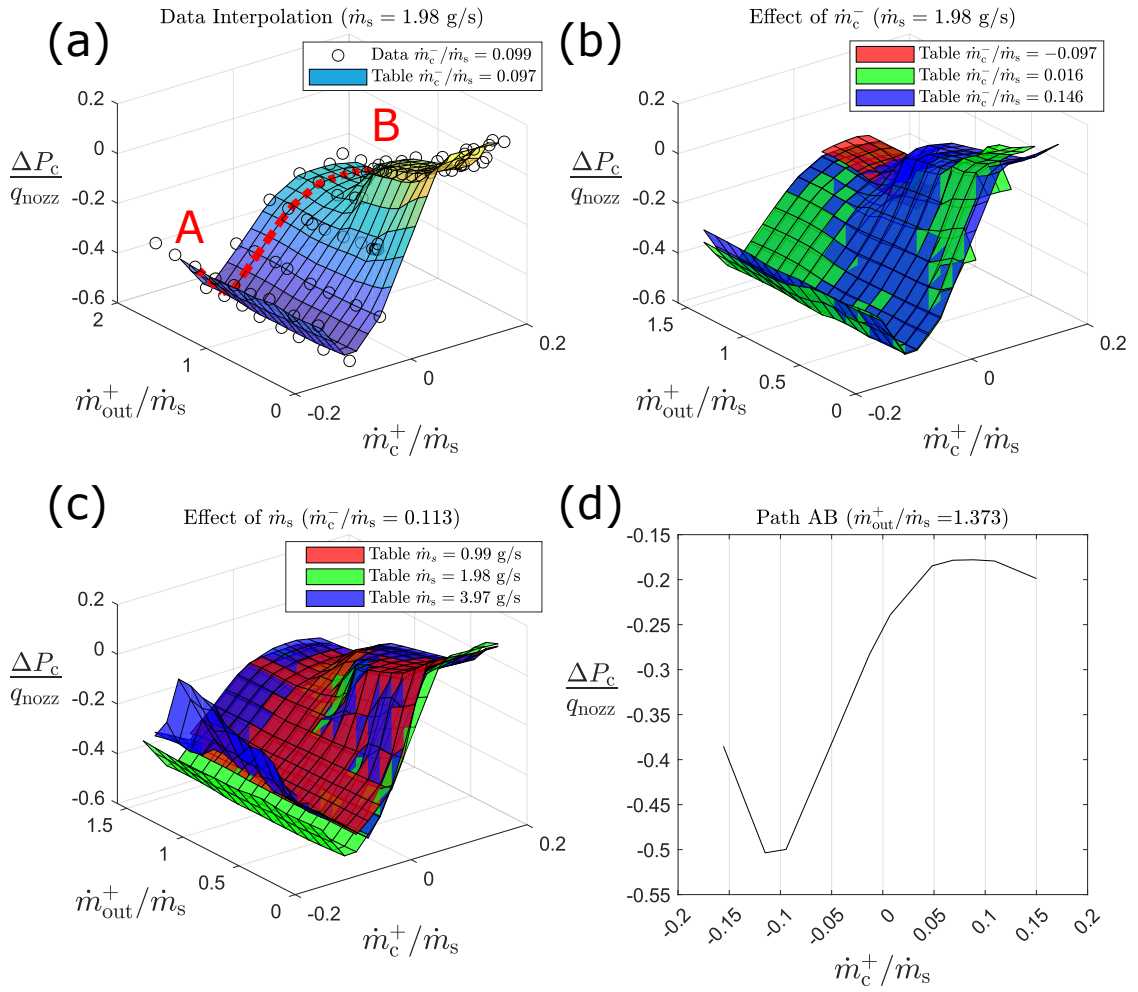 (a)
Data Interpolation (ṁs = 1.98 g/s)
Data ṁc⁻/ṁs = 0.099
Table ṁc⁻/ṁs = 0.097
A
B
ΔPc
qnozz
0.2
0
-0.2
-0.4
-0.6
2
1
0
-0.2
0
0.2
ṁout⁺/ṁs
ṁc⁺/ṁs
(b)
Effect of ṁc⁻ (ṁs = 1.98 g/s)
Table ṁc⁻/ṁs = −0.097
Table ṁc⁻/ṁs = 0.016
Table ṁc⁻/ṁs = 0.146
ΔPc
qnozz
0.2
0
-0.2
-0.4
-0.6
1.5
1
0.5
0
-0.2
0
0.2
ṁout⁺/ṁs
ṁc⁺/ṁs
(c)
Effect of ṁs (ṁc⁻/ṁs = 0.113)
Table ṁs = 0.99 g/s
Table ṁs = 1.98 g/s
Table ṁs = 3.97 g/s
ΔPc
qnozz
0.2
0
-0.2
-0.4
-0.6
1.5
1
0.5
0
-0.2
0
0.2
ṁout⁺/ṁs
ṁc⁺/ṁs
(d)
Path AB (ṁout⁺/ṁs =1.373)
ΔPc
qnozz
-0.15
-0.2
-0.25
-0.3
-0.35
-0.4
-0.45
-0.5
-0.55
-0.2
-0.15
-0.1
-0.05
0
0.05
0.1
0.15
0.2
ṁc⁺/ṁs